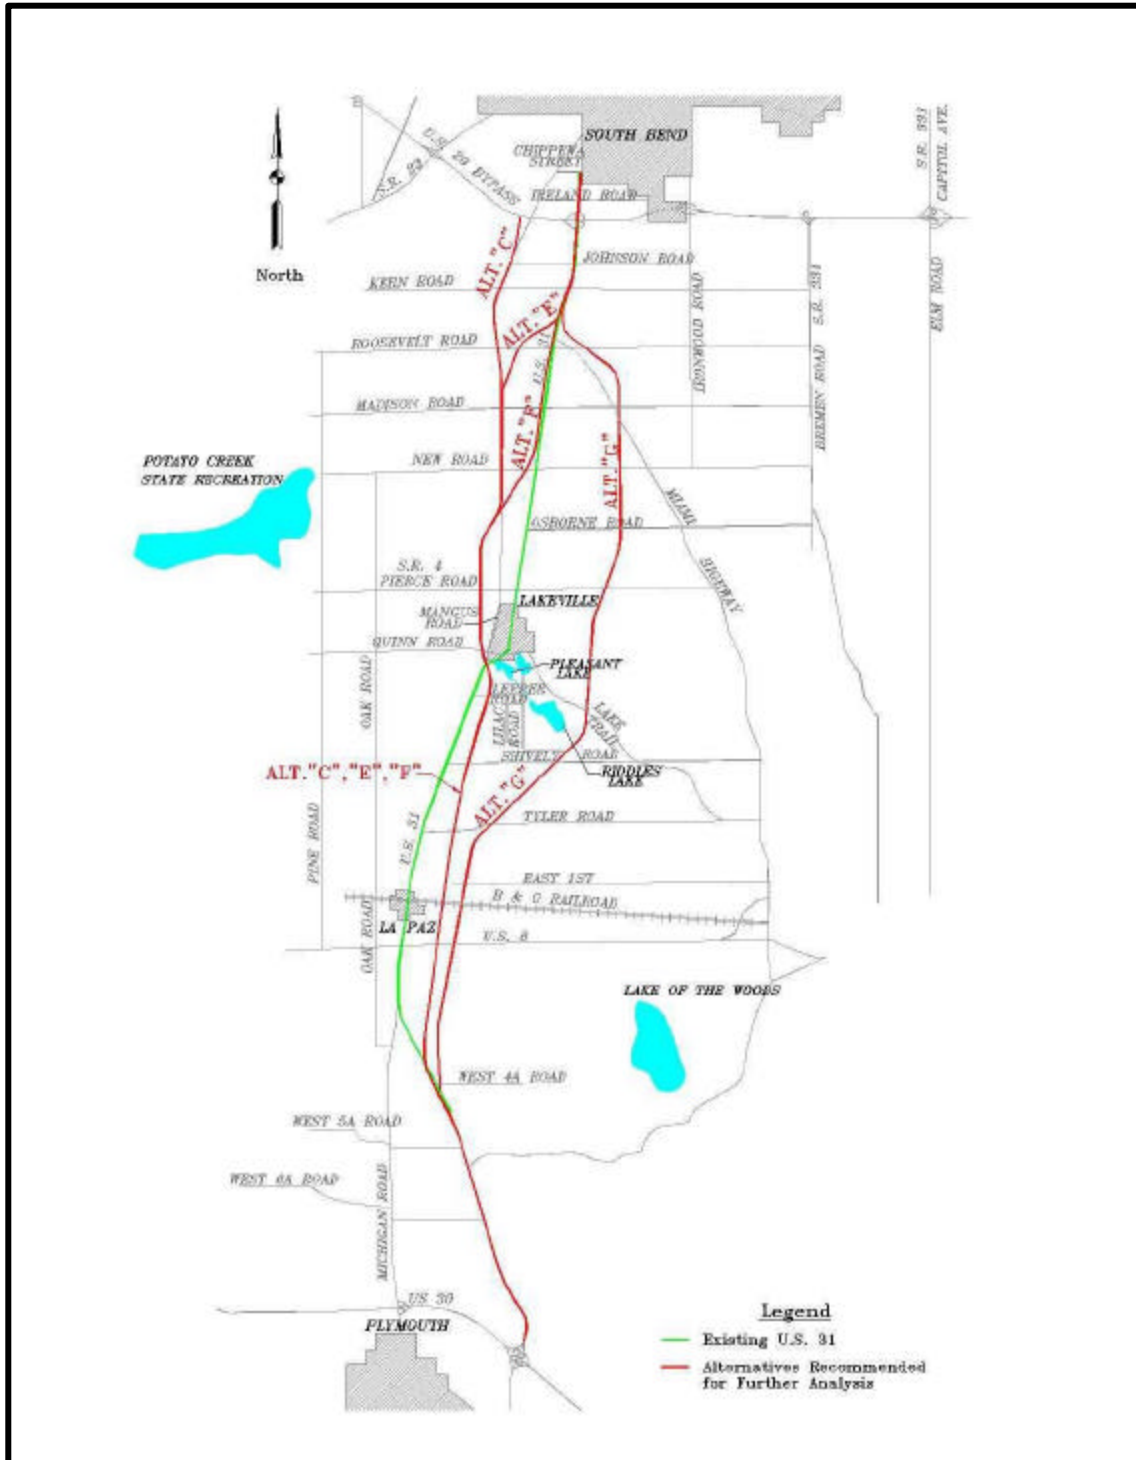 SOUTH BEND
S.R. 331
CAPITOL AVE.
U.S. 20 BYPASS
CHIPPEWA
STREET
S.R. 23
IRELAND ROAD
North
ALT."C"
JOHNSON ROAD
KERN ROAD
IRONWOOD ROAD
S.R. 331
BREMEN ROAD
ELM ROAD
ALT."E"
ROOSEVELT ROAD
U.S. 31
MADISON ROAD
ALT."F"
ALT."G"
NEW ROAD
POTATO CREEK
STATE RECREATION
MIAMI
HIGHWAY
OSBORNE ROAD
S.R. 4
PIERCE ROAD
LAKEVILLE
MANGUS
ROAD
QUINN ROAD
PLEASANT
LAKE
OAK ROAD
LILAC
ROAD
LAKE
TRAIL
SHIVELY ROAD
RIDDLES
LAKE
ALT."C","E","F"
ALT."G"
TYLER ROAD
U.S. 31
PINE ROAD
EAST 1ST
B & O RAILROAD
LA PAZ
OAK ROAD
U.S. 6
LAKE OF THE WOODS
WEST 4A ROAD
WEST 5A ROAD
WEST 6A ROAD
MICHIGAN ROAD
US 30
PLYMOUTH
Legend
Existing U.S. 31
Alternatives Recommended
for Further Analysis